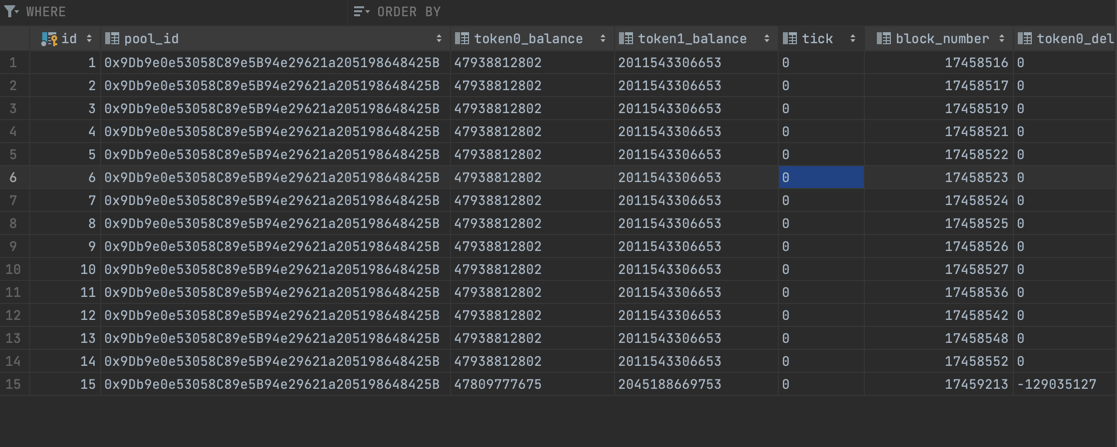 WHERE ORDER BY
id pool_id token0_balance token1_balance tick block_number token0_del
1 1 0x9Db9e0e53058C89e5B94e29621a205198648425B 47938812802 2011543306653 0 17458516 0
2 2 0x9Db9e0e53058C89e5B94e29621a205198648425B 47938812802 2011543306653 0 17458517 0
3 3 0x9Db9e0e53058C89e5B94e29621a205198648425B 47938812802 2011543306653 0 17458519 0
4 4 0x9Db9e0e53058C89e5B94e29621a205198648425B 47938812802 2011543306653 0 17458521 0
5 5 0x9Db9e0e53058C89e5B94e29621a205198648425B 47938812802 2011543306653 0 17458522 0
6 6 0x9Db9e0e53058C89e5B94e29621a205198648425B 47938812802 2011543306653 0 17458523 0
7 7 0x9Db9e0e53058C89e5B94e29621a205198648425B 47938812802 2011543306653 0 17458524 0
8 8 0x9Db9e0e53058C89e5B94e29621a205198648425B 47938812802 2011543306653 0 17458525 0
9 9 0x9Db9e0e53058C89e5B94e29621a205198648425B 47938812802 2011543306653 0 17458526 0
10 10 0x9Db9e0e53058C89e5B94e29621a205198648425B 47938812802 2011543306653 0 17458527 0
11 11 0x9Db9e0e53058C89e5B94e29621a205198648425B 47938812802 2011543306653 0 17458536 0
12 12 0x9Db9e0e53058C89e5B94e29621a205198648425B 47938812802 2011543306653 0 17458542 0
13 13 0x9Db9e0e53058C89e5B94e29621a205198648425B 47938812802 2011543306653 0 17458548 0
14 14 0x9Db9e0e53058C89e5B94e29621a205198648425B 47938812802 2011543306653 0 17458552 0
15 15 0x9Db9e0e53058C89e5B94e29621a205198648425B 47809777675 2045188669753 0 17459213 -129035127